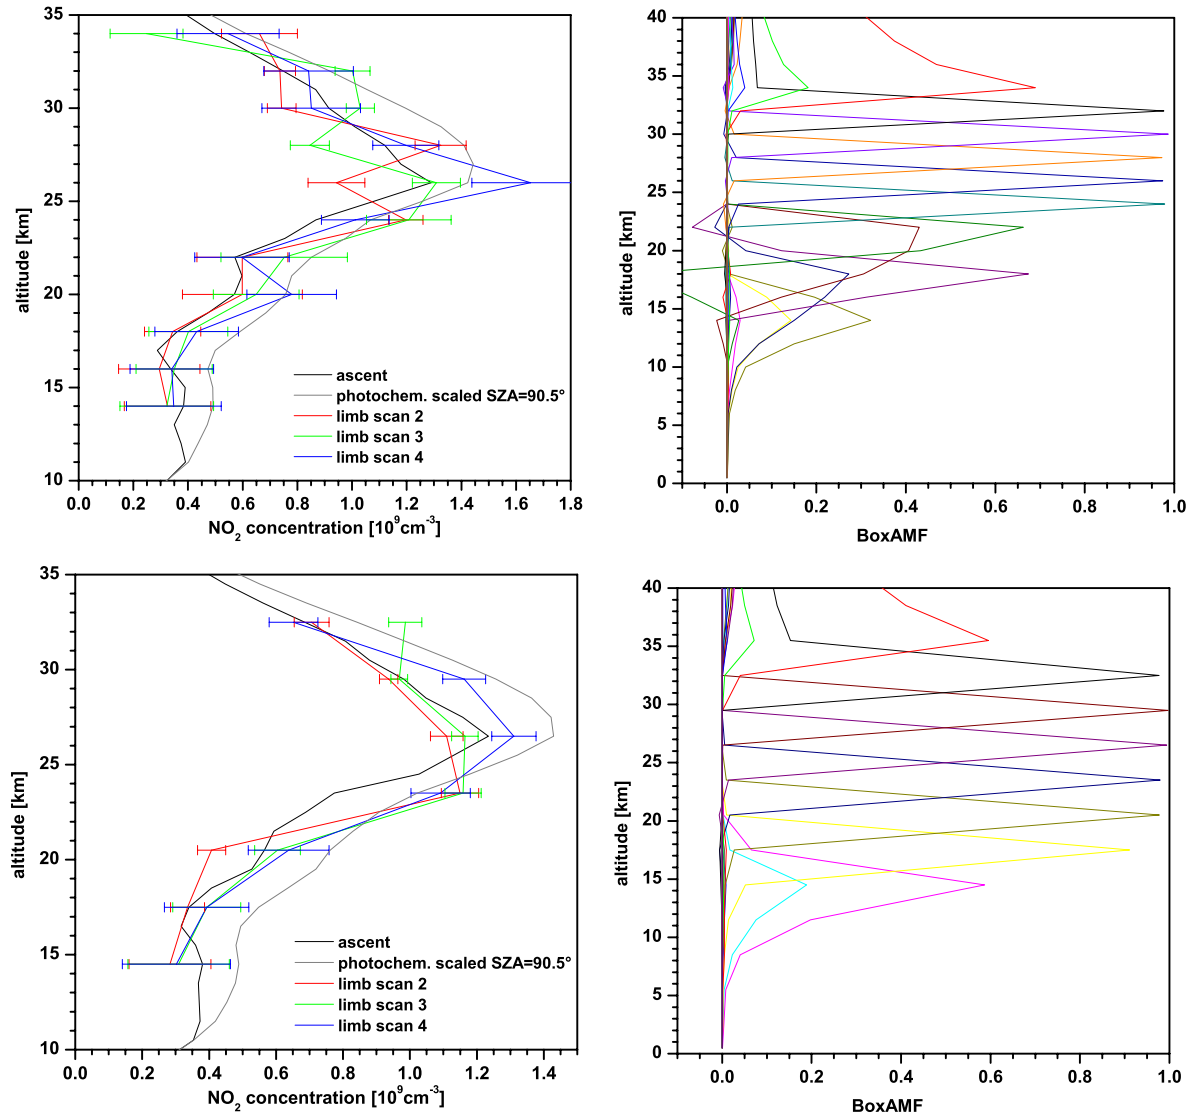 35
30
25
20
15
10
altitude [km]
0.0 0.2 0.4 0.6 0.8 1.0 1.2 1.4 1.6 1.8
NO2 concentration [10^9cm^-3]
ascent
photochem. scaled SZA=90.5°
limb scan 2
limb scan 3
limb scan 4
40
35
30
25
20
15
10
5
0
altitude [km]
0.0 0.2 0.4 0.6 0.8 1.0
BoxAMF
35
30
25
20
15
10
altitude [km]
0.0 0.2 0.4 0.6 0.8 1.0 1.2 1.4
NO2 concentration [10^9cm^-3]
ascent
photochem. scaled SZA=90.5°
limb scan 2
limb scan 3
limb scan 4
40
35
30
25
20
15
10
5
0
altitude [km]
0.0 0.2 0.4 0.6 0.8 1.0
BoxAMF